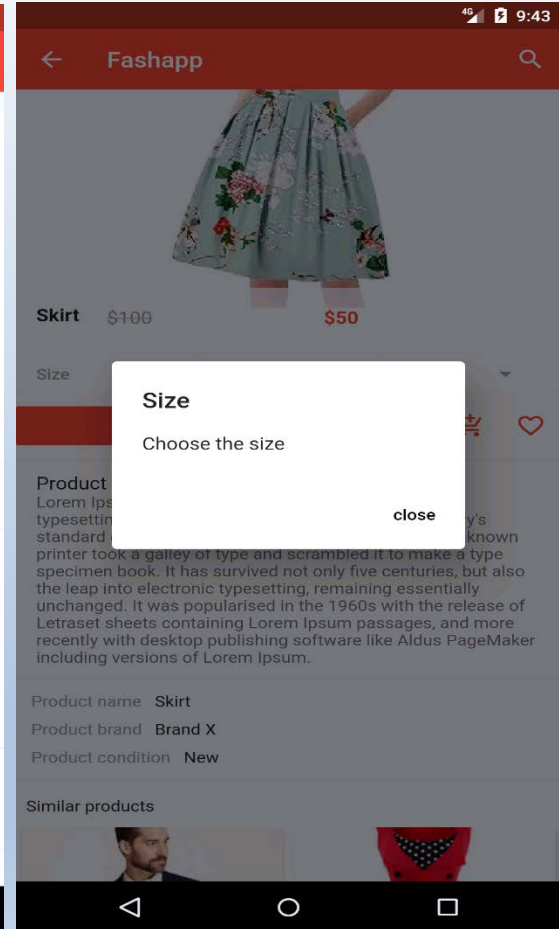 4G 9:43
Fashapp
Skirt $100 $50
Size
Size
Choose the size
close
Product
Lorem Ips
typesettin y's
standard known
printer took a galley of type and scrambled it to make a type
specimen book. It has survived not only five centuries, but also
the leap into electronic typesetting, remaining essentially
unchanged. It was popularised in the 1960s with the release of
Letraset sheets containing Lorem Ipsum passages, and more
recently with desktop publishing software like Aldus PageMaker
including versions of Lorem Ipsum.
Product name Skirt
Product brand Brand X
Product condition New
Similar products